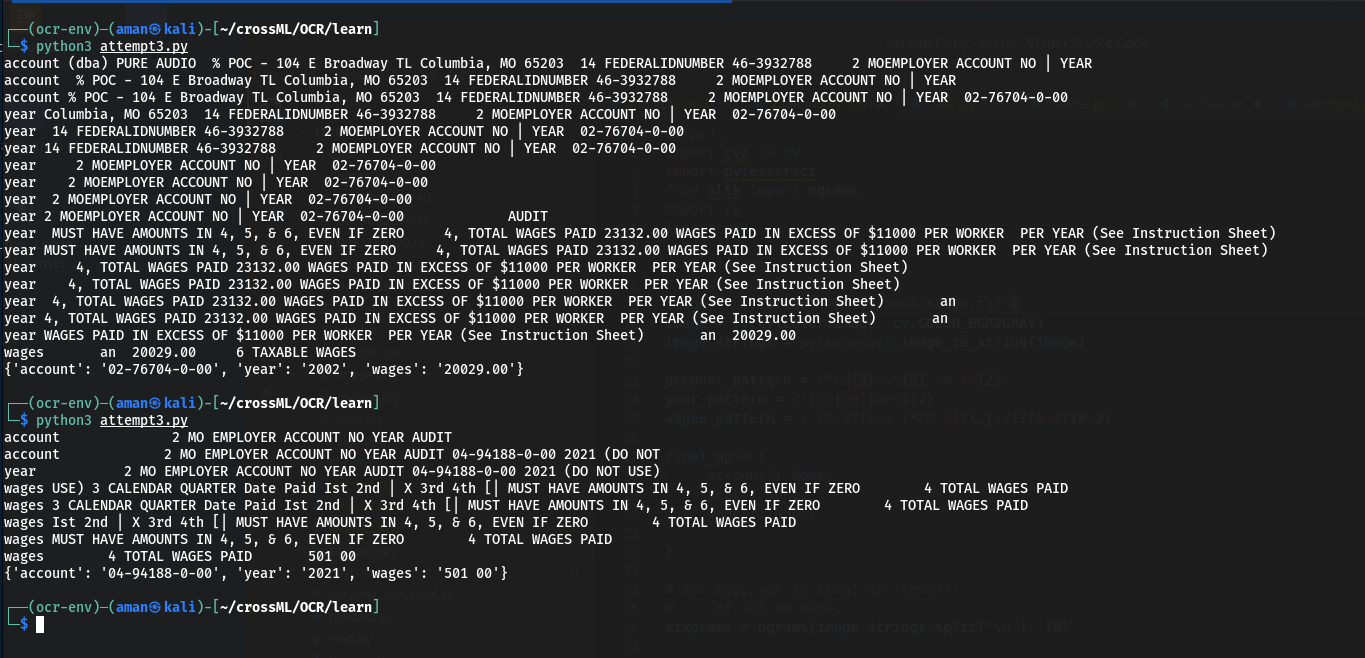 ┌──(ocr-env)─(aman㉿kali)-[~/crossML/OCR/learn]
└─$ python3 attempt3.py
account (dba) PURE AUDIO  % POC - 104 E Broadway TL Columbia, MO 65203  14 FEDERALIDNUMBER 46-3932788     2 MOEMPLOYER ACCOUNT NO | YEAR
account  % POC - 104 E Broadway TL Columbia, MO 65203  14 FEDERALIDNUMBER 46-3932788     2 MOEMPLOYER ACCOUNT NO | YEAR
account % POC - 104 E Broadway TL Columbia, MO 65203  14 FEDERALIDNUMBER 46-3932788     2 MOEMPLOYER ACCOUNT NO | YEAR  02-76704-0-00
year Columbia, MO 65203  14 FEDERALIDNUMBER 46-3932788     2 MOEMPLOYER ACCOUNT NO | YEAR  02-76704-0-00
year  14 FEDERALIDNUMBER 46-3932788     2 MOEMPLOYER ACCOUNT NO | YEAR  02-76704-0-00
year 14 FEDERALIDNUMBER 46-3932788     2 MOEMPLOYER ACCOUNT NO | YEAR  02-76704-0-00
year     2 MOEMPLOYER ACCOUNT NO | YEAR  02-76704-0-00
year    2 MOEMPLOYER ACCOUNT NO | YEAR  02-76704-0-00
year  2 MOEMPLOYER ACCOUNT NO | YEAR  02-76704-0-00
year 2 MOEMPLOYER ACCOUNT NO | YEAR  02-76704-0-00             AUDIT
year  MUST HAVE AMOUNTS IN 4, 5, & 6, EVEN IF ZERO     4, TOTAL WAGES PAID 23132.00 WAGES PAID IN EXCESS OF $11000 PER WORKER  PER YEAR (See Instruction Sheet)
year MUST HAVE AMOUNTS IN 4, 5, & 6, EVEN IF ZERO     4, TOTAL WAGES PAID 23132.00 WAGES PAID IN EXCESS OF $11000 PER WORKER  PER YEAR (See Instruction Sheet)
year     4, TOTAL WAGES PAID 23132.00 WAGES PAID IN EXCESS OF $11000 PER WORKER  PER YEAR (See Instruction Sheet)
year    4, TOTAL WAGES PAID 23132.00 WAGES PAID IN EXCESS OF $11000 PER WORKER  PER YEAR (See Instruction Sheet)
year  4, TOTAL WAGES PAID 23132.00 WAGES PAID IN EXCESS OF $11000 PER WORKER  PER YEAR (See Instruction Sheet)       an
year 4, TOTAL WAGES PAID 23132.00 WAGES PAID IN EXCESS OF $11000 PER WORKER  PER YEAR (See Instruction Sheet)       an
year WAGES PAID IN EXCESS OF $11000 PER WORKER  PER YEAR (See Instruction Sheet)       an  20029.00
wages       an  20029.00     6 TAXABLE WAGES
{'account': '02-76704-0-00', 'year': '2002', 'wages': '20029.00'}
┌──(ocr-env)─(aman㉿kali)-[~/crossML/OCR/learn]
└─$ python3 attempt3.py
account              2 MO EMPLOYER ACCOUNT NO YEAR AUDIT
account             2 MO EMPLOYER ACCOUNT NO YEAR AUDIT 04-94188-0-00 2021 (DO NOT
year           2 MO EMPLOYER ACCOUNT NO YEAR AUDIT 04-94188-0-00 2021 (DO NOT USE)
wages USE) 3 CALENDAR QUARTER Date Paid Ist 2nd | X 3rd 4th [| MUST HAVE AMOUNTS IN 4, 5, & 6, EVEN IF ZERO        4 TOTAL WAGES PAID
wages 3 CALENDAR QUARTER Date Paid Ist 2nd | X 3rd 4th [| MUST HAVE AMOUNTS IN 4, 5, & 6, EVEN IF ZERO        4 TOTAL WAGES PAID
wages Ist 2nd | X 3rd 4th [| MUST HAVE AMOUNTS IN 4, 5, & 6, EVEN IF ZERO        4 TOTAL WAGES PAID
wages MUST HAVE AMOUNTS IN 4, 5, & 6, EVEN IF ZERO        4 TOTAL WAGES PAID
wages        4 TOTAL WAGES PAID       501 00
{'account': '04-94188-0-00', 'year': '2021', 'wages': '501 00'}
┌──(ocr-env)─(aman㉿kali)-[~/crossML/OCR/learn]
└─$